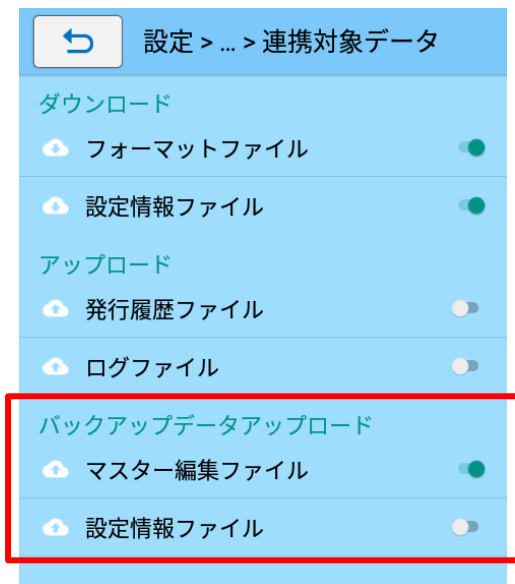 設定 > ... > 連携対象データ
ダウンロード
フォーマットファイル
設定情報ファイル
アップロード
発行履歴ファイル
ログファイル
バックアップデータアップロード
マスター編集ファイル
設定情報ファイル